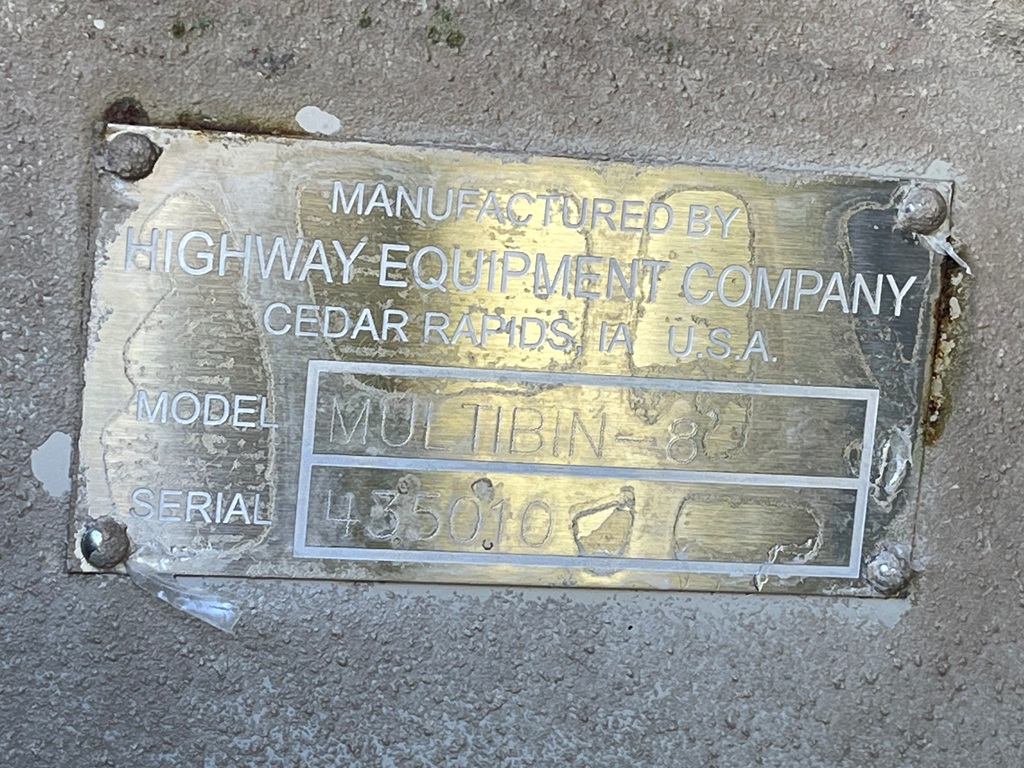 MANUFACTURED BY
HIGHWAY EQUIPMENT COMPANY
CEDAR RAPIDS, IA U.S.A.
MODEL MULTIBIN-8
SERIAL 435010